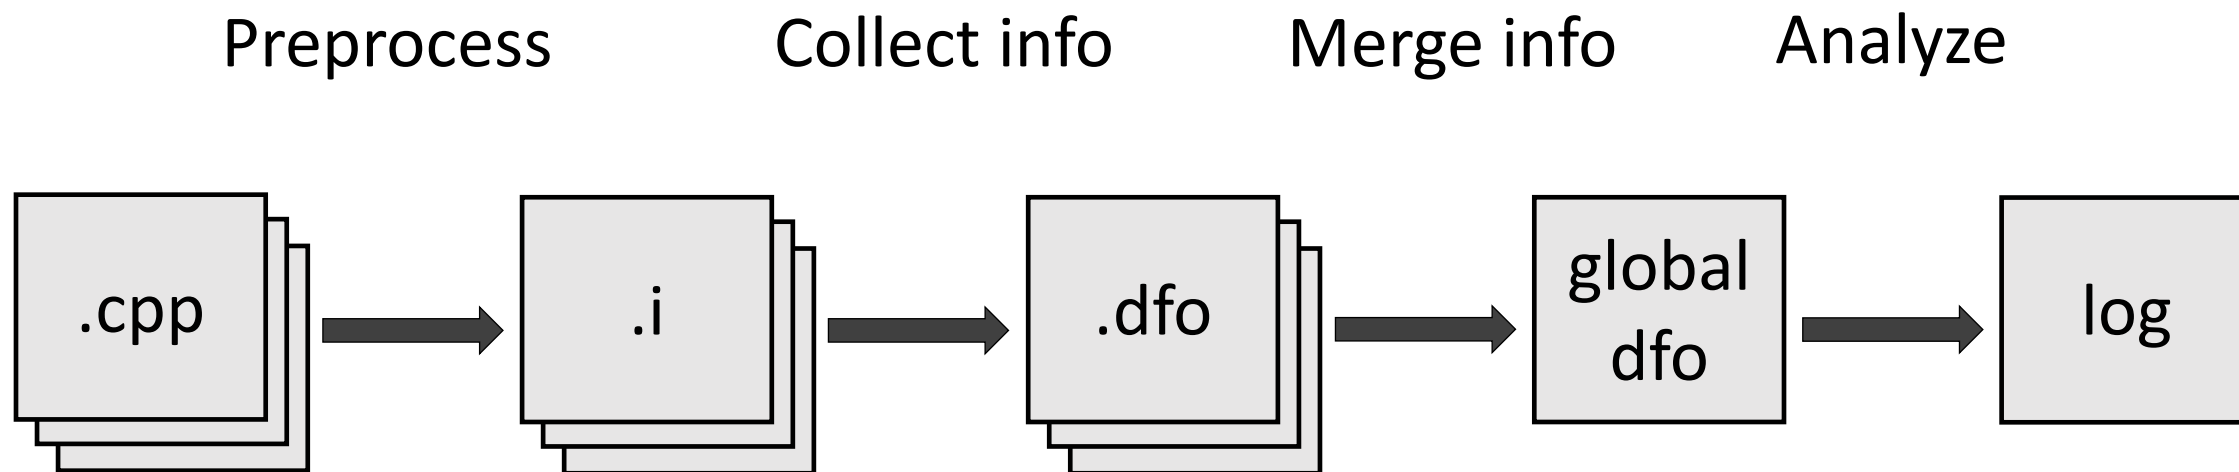 Preprocess
Collect info
Merge info
Analyze
.cpp
.i
.dfo
global
dfo
log